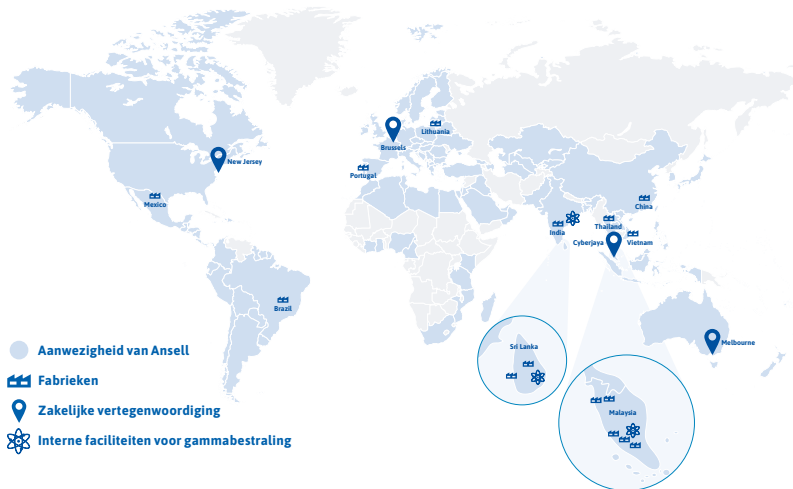 Lithuania
Brussels
New Jersey
Portugal
Mexico
China
Thailand
India
Cyberjaya
Vietnam
Brazil
Melbourne
Sri Lanka
Malaysia
Aanwezigheid van Ansell
Fabrieken
Zakelijke vertegenwoordiging
Interne faciliteiten voor gammabestraling